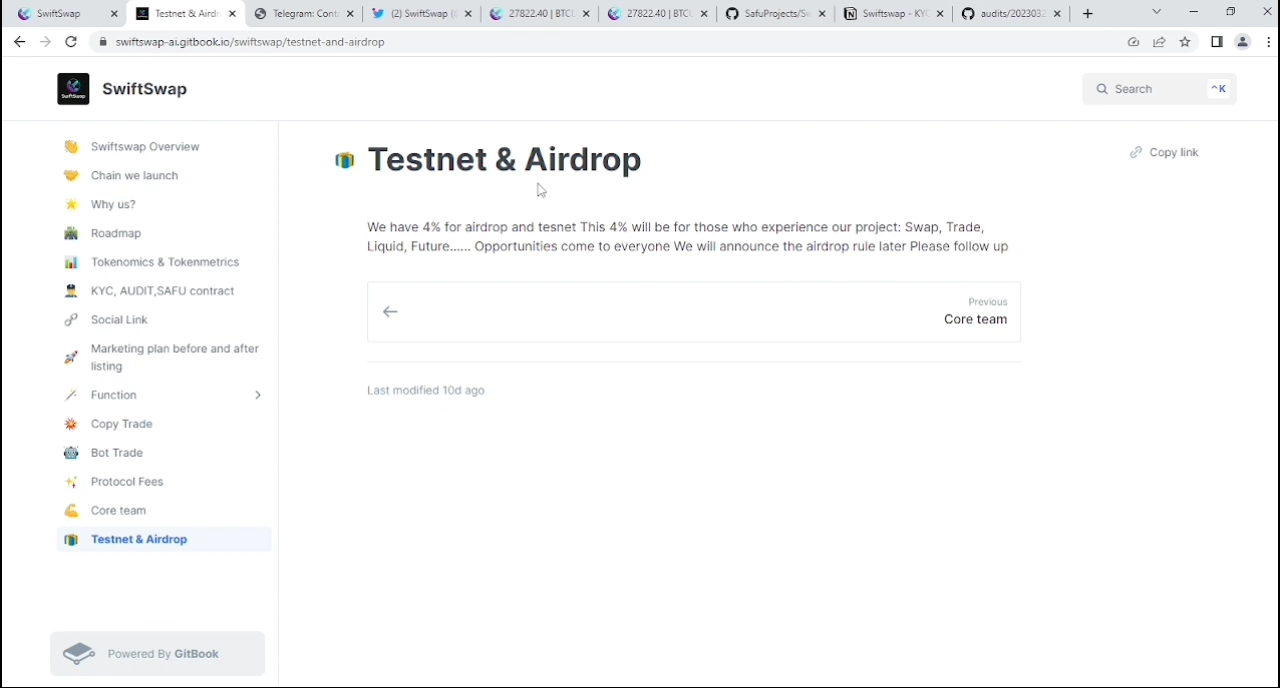 SwiftSwap
Testnet & Airdr
Telegram: Cont
(2) SwiftSwap (
27822.40 | BTCU
27822.40 | BTCU
SafuProjects/Sw
Swiftswap - KYC
audits/2023032
swiftswap-ai.gitbook.io/swiftswap/testnet-and-airdrop
SwiftSwap
Search
^K
Swiftswap Overview
Chain we launch
Why us?
Roadmap
Tokenomics & Tokenmetrics
KYC, AUDIT,SAFU contract
Social Link
Marketing plan before and after
listing
Function
Copy Trade
Bot Trade
Protocol Fees
Core team
Testnet & Airdrop
Powered By GitBook
Testnet & Airdrop
Copy link
We have 4% for airdrop and tesnet This 4% will be for those who experience our project: Swap, Trade,
Liquid, Future...... Opportunities come to everyone We will announce the airdrop rule later Please follow up
Previous
Core team
Last modified 10d ago